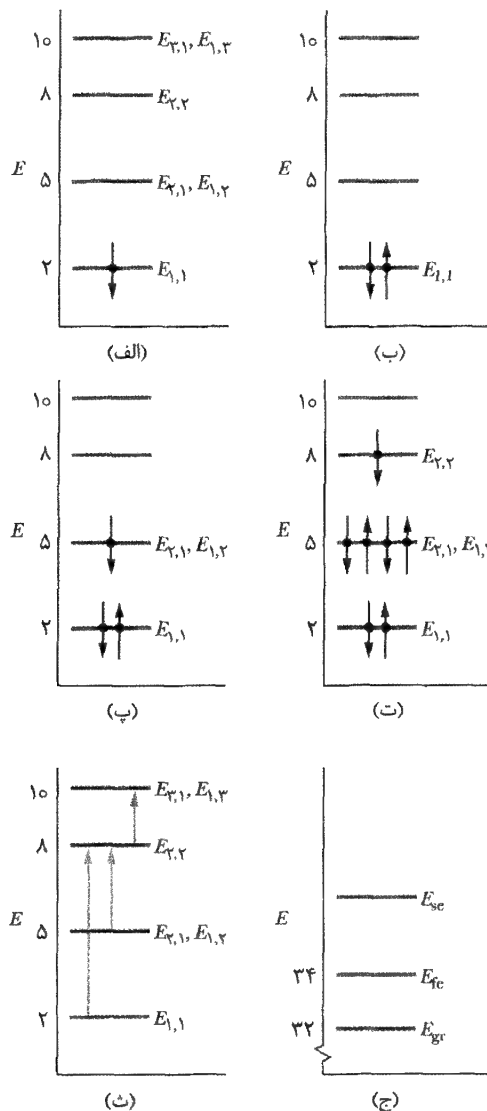 ۱۰ E۳,۱, E۱,۳
۸ E۲,۲
E ۵ E۲,۱, E۱,۲
۲ E۱,۱
(الف)
۱۰
۸
E ۵
۲ E1,1
(ب)
۱۰
۸
E ۵ E۲,۱, E۱,۲
۲ E۱,۱
(پ)
۱۰
۸ E۲,۲
E ۵ E۲,۱, E۱,۲
۲ E۱,۱
(ت)
۱۰ E۳,۱, E۱,۳
۸ E۲,۲
E ۵ E۲,۱, E۱,۲
۲ E۱,۱
(ث)
Ese
E
۳۴ Efe
۳۲ Egr
(ج)